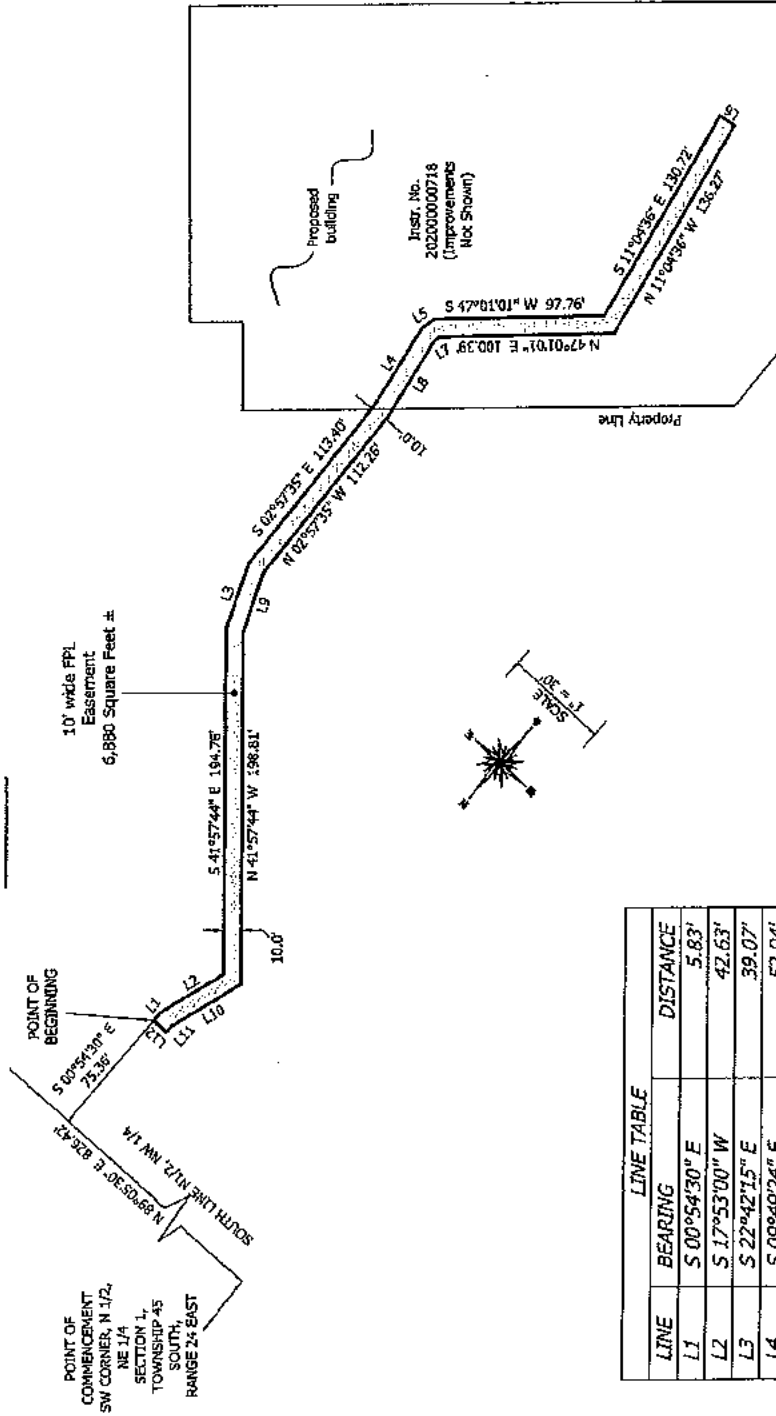 POINT OF
COMMENCEMENT
SW CORNER, N 1/2,
NE 1/4
SECTION 1,
TOWNSHIP 45
SOUTH,
RANGE 24 EAST
N 89°05'30" E 826.42'
SOUTH LINE N1/2, NW 1/4
S 00°54'30" E
75.36'
POINT OF
BEGINNING
L1
L2
L12
L11
L10
10.0'
10' wide FPL
Easement
6,880 Square Feet ±
S 41°57'44" E 194.78'
N 41°57'44" W 198.81'
L3
L9
S 02°57'35" E 113.40'
N 02°57'35" W 112.26'
10.0'
L4
L5
L7
L8
Proposed
building
Instr. No.
202000000718
(Improvements
Not Shown)
S 47°01'01" W 97.76'
N 47°01'01" E 100.39'
S 11°04'36" E 130.72'
N 11°04'36" W 136.27'
Property Line
N
E
SCALE
1" = 30'
LINE TABLE
LINE BEARING DISTANCE
L1 S 00°54'30" E 5.83'
L2 S 17°53'00" W 42.63'
L3 S 22°42'15" E 39.07'
L4